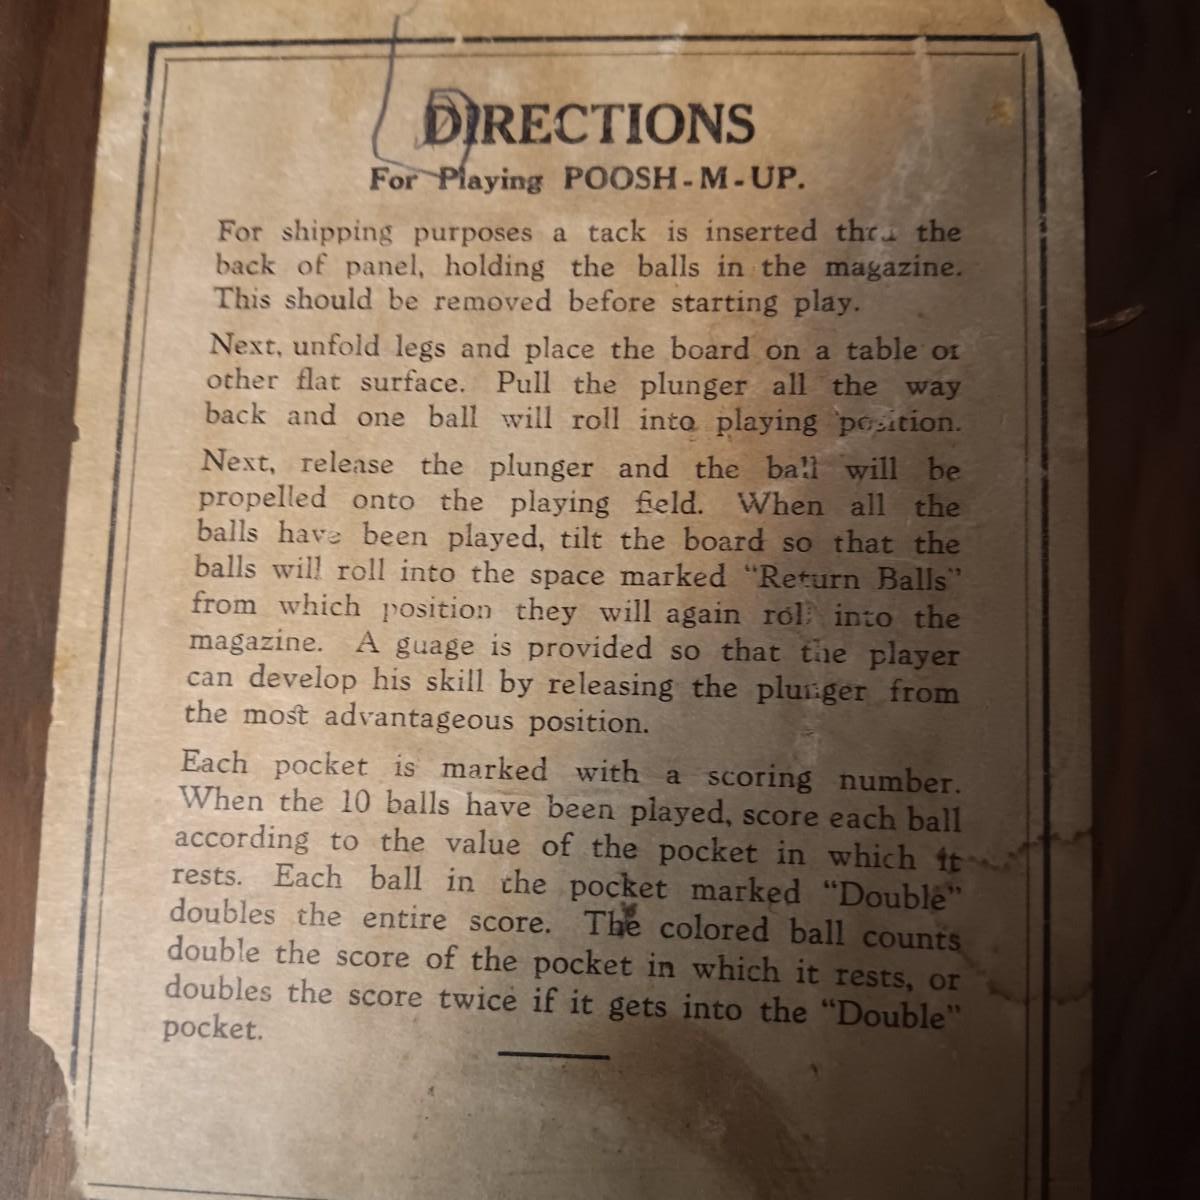 DIRECTIONS
For Playing POOSH-M-UP.
For shipping purposes a tack is inserted thru the
back of panel, holding the balls in the magazine.
This should be removed before starting play.
Next, unfold legs and place the board on a table or
other flat surface. Pull the plunger all the way
back and one ball will roll into playing position.
Next, release the plunger and the ball will be
propelled onto the playing field. When all the
balls have been played, tilt the board so that the
balls will roll into the space marked "Return Balls"
from which position they will again roll into the
magazine. A guage is provided so that the player
can develop his skill by releasing the plunger from
the most advantageous position.
Each pocket is marked with a scoring number.
When the 10 balls have been played, score each ball
according to the value of the pocket in which it
rests. Each ball in the pocket marked "Double"
doubles the entire score. The colored ball counts
double the score of the pocket in which it rests, or
doubles the score twice if it gets into the "Double"
pocket.